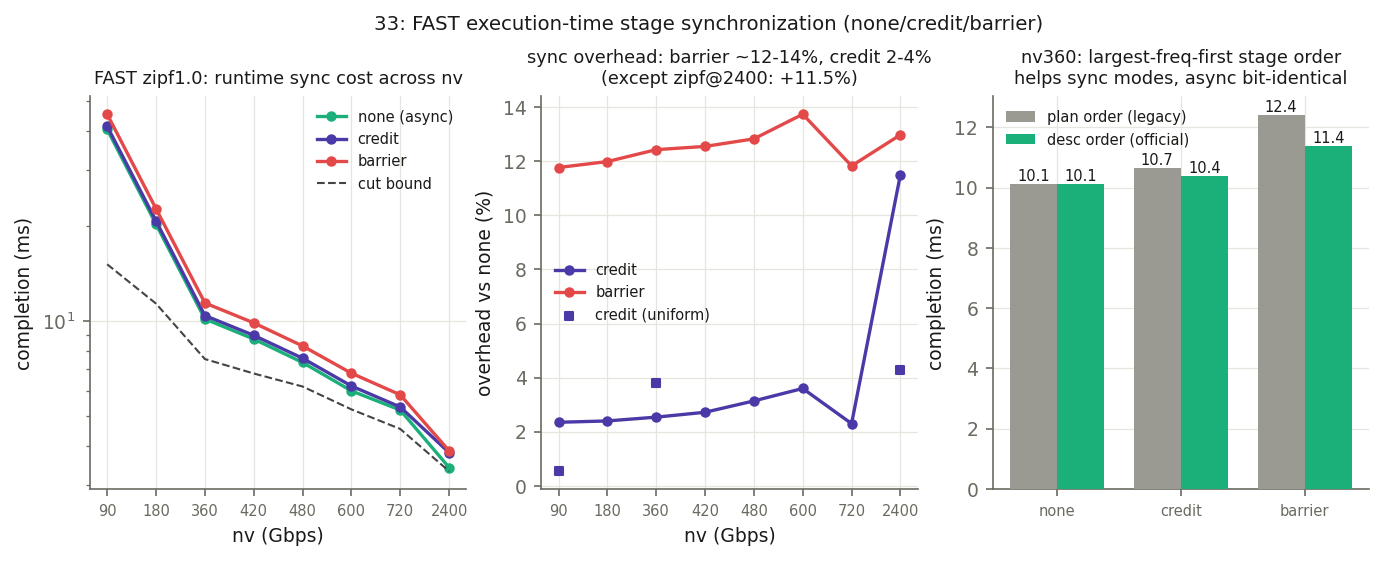 33: FAST execution-time stage synchronization (none/credit/barrier)
FAST zipf1.0: runtime sync cost across nv
completion (ms)
10^1
none (async)
credit
barrier
cut bound
90 180 360 420 480 600 720 2400
nv (Gbps)
sync overhead: barrier ~12-14%, credit 2-4%
(except zipf@2400: +11.5%)
overhead vs none (%)
14
12
10
8
6
4
2
0
credit
barrier
credit (uniform)
90 180 360 420 480 600 720 2400
nv (Gbps)
nv360: largest-freq-first stage order
helps sync modes, async bit-identical
completion (ms)
12
10
8
6
4
2
0
plan order (legacy)
desc order (official)
10.1 10.1 10.7 10.4 12.4 11.4
none credit barrier